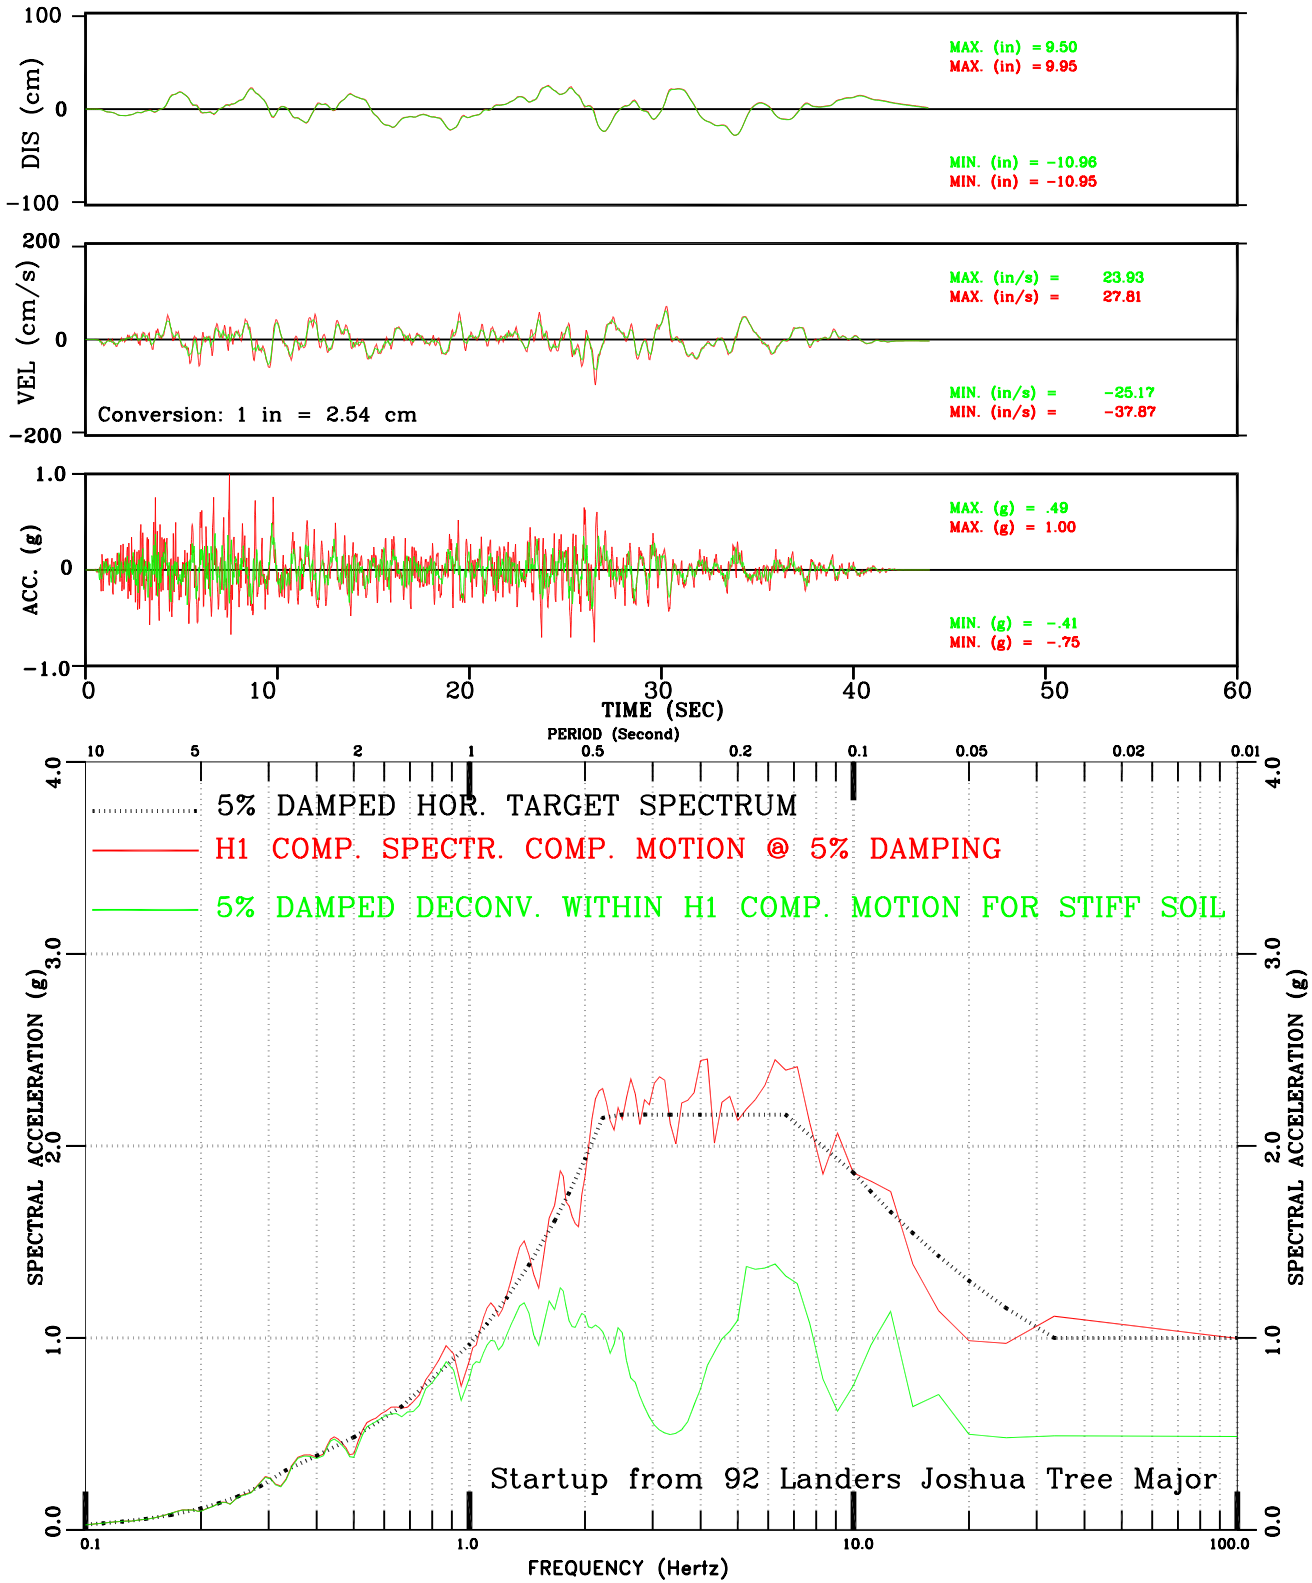 100
MAX. (in) = 9.50
MAX. (in) = 9.95
DIS (cm)
0
MIN. (in) = -10.96
MIN. (in) = -10.95
-100
200
MAX. (in/s) = 23.93
MAX. (in/s) = 27.81
VEL (cm/s)
0
MIN. (in/s) = -25.17
MIN. (in/s) = -37.87
Conversion: 1 in = 2.54 cm
-200
1.0
MAX. (g) = .49
MAX. (g) = 1.00
ACC. (g)
0
MIN. (g) = -.41
MIN. (g) = -.75
-1.0
0 10 20 30 40 50 60
TIME (SEC)
PERIOD (Second)
10 5 2 1 0.5 0.2 0.1 0.05 0.02 0.01
4.0 4.0
5% DAMPED HOR. TARGET SPECTRUM
H1 COMP. SPECTR. COMP. MOTION @ 5% DAMPING
5% DAMPED DECONV. WITHIN H1 COMP. MOTION FOR STIFF SOIL
3.0 3.0
SPECTRAL ACCELERATION (g) SPECTRAL ACCELERATION (g)
2.0 2.0
1.0 1.0
Startup from 92 Landers Joshua Tree Major
0.0 0.0
0.1 1.0 10.0 100.0
FREQUENCY (Hertz)